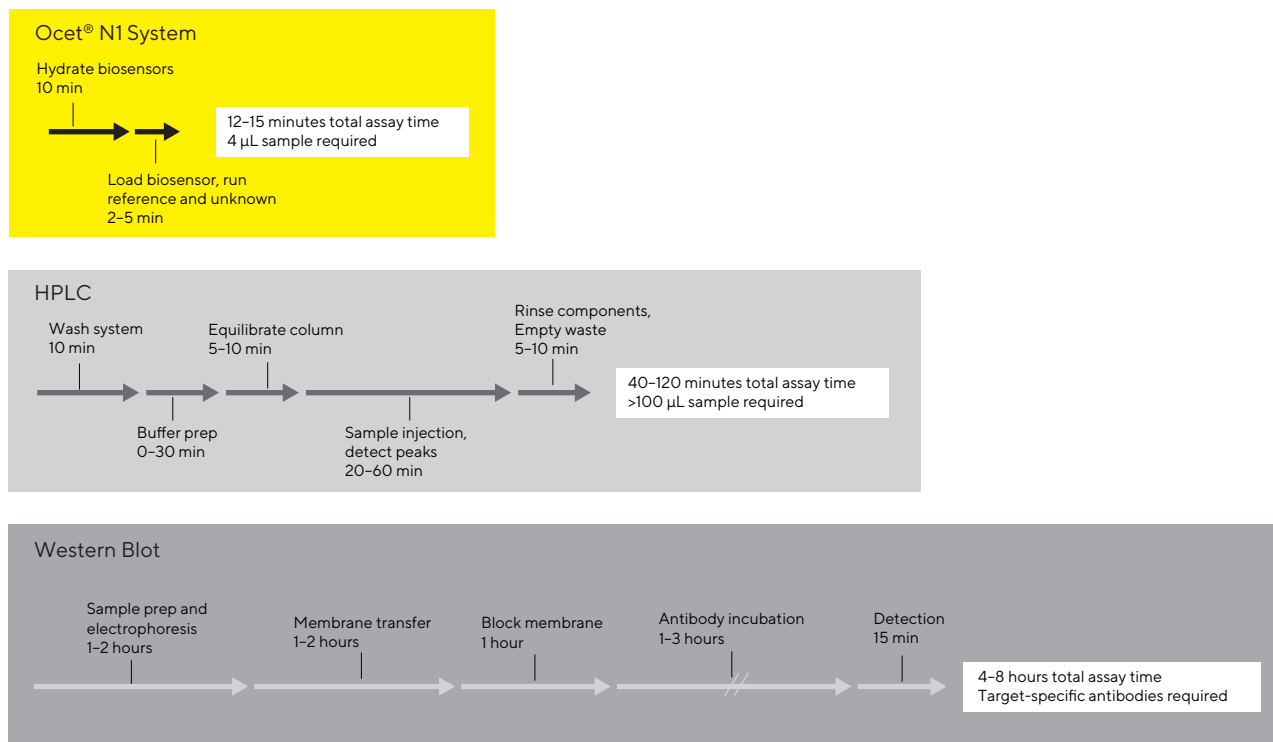 Ocet® N1 System
Hydrate biosensors
10 min
12–15 minutes total assay time
4 µL sample required
Load biosensor, run
reference and unknown
2–5 min
HPLC
Wash system
10 min
Equilibrate column
5–10 min
Rinse components,
Empty waste
5–10 min
40–120 minutes total assay time
>100 µL sample required
Buffer prep
0–30 min
Sample injection,
detect peaks
20–60 min
Western Blot
Sample prep and
electrophoresis
1–2 hours
Membrane transfer
1–2 hours
Block membrane
1 hour
Antibody incubation
1–3 hours
Detection
15 min
4–8 hours total assay time
Target-specific antibodies required